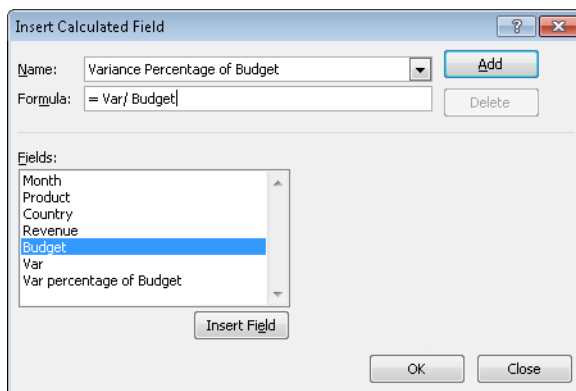 Insert Calculated Field
?
Name: Variance Percentage of Budget
Add
Formula: = Var/ Budget
Delete
Fields:
Month
Product
Country
Revenue
Budget
Var
Var percentage of Budget
Insert Field
OK Close